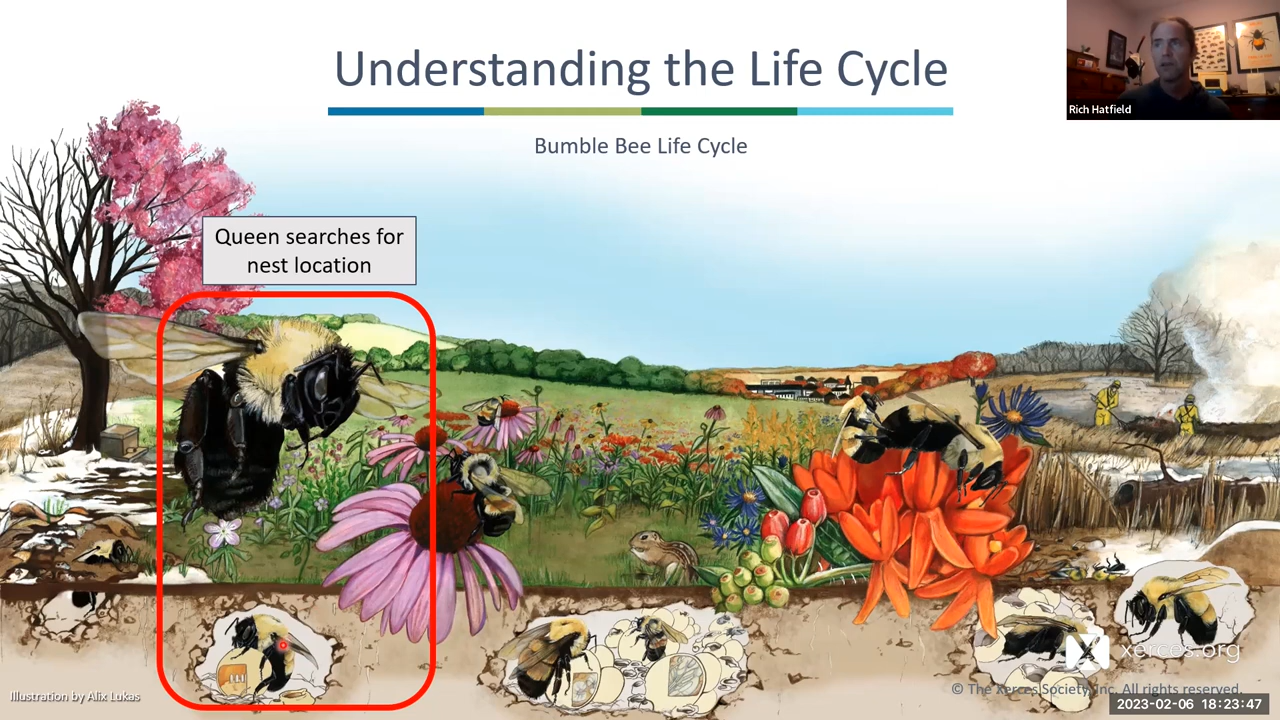 Understanding the Life Cycle
Rich Hatfield
Bumble Bee Life Cycle
Queen searches for
nest location
xerces.org
Illustration by Alix Lukas
© The Xerces Society, Inc. All rights reserved.
2023-02-06 18:23:47